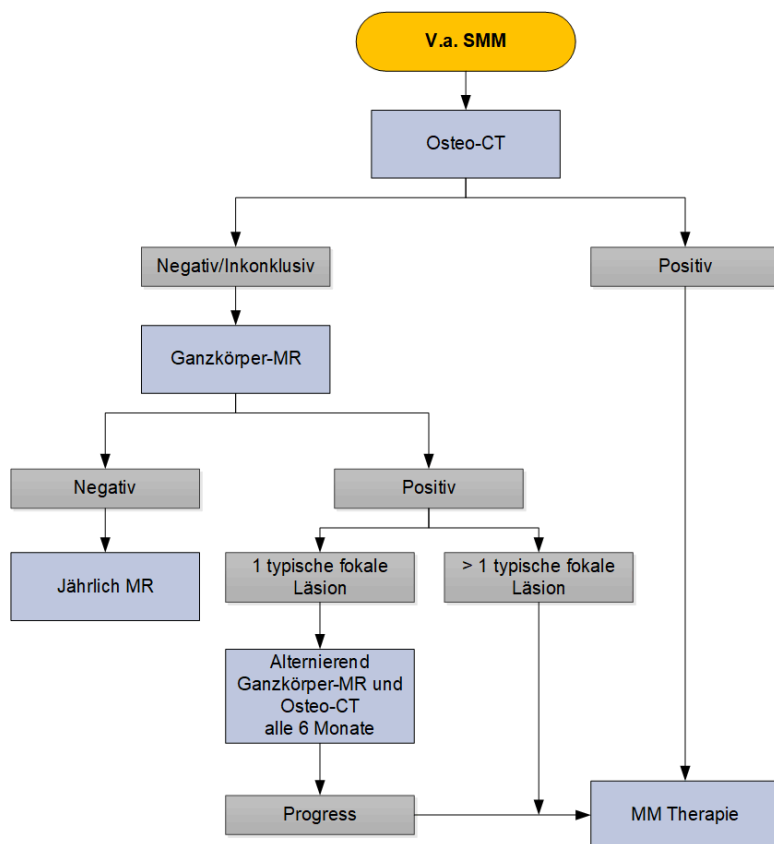 V.a. SMM
Osteo-CT
Negativ/Inkonklusiv
Positiv
Ganzkörper-MR
Negativ
Positiv
Jährlich MR
1 typische fokale
Läsion
> 1 typische fokale
Läsion
Alternierend
Ganzkörper-MR und
Osteo-CT
alle 6 Monate
Progress
MM Therapie